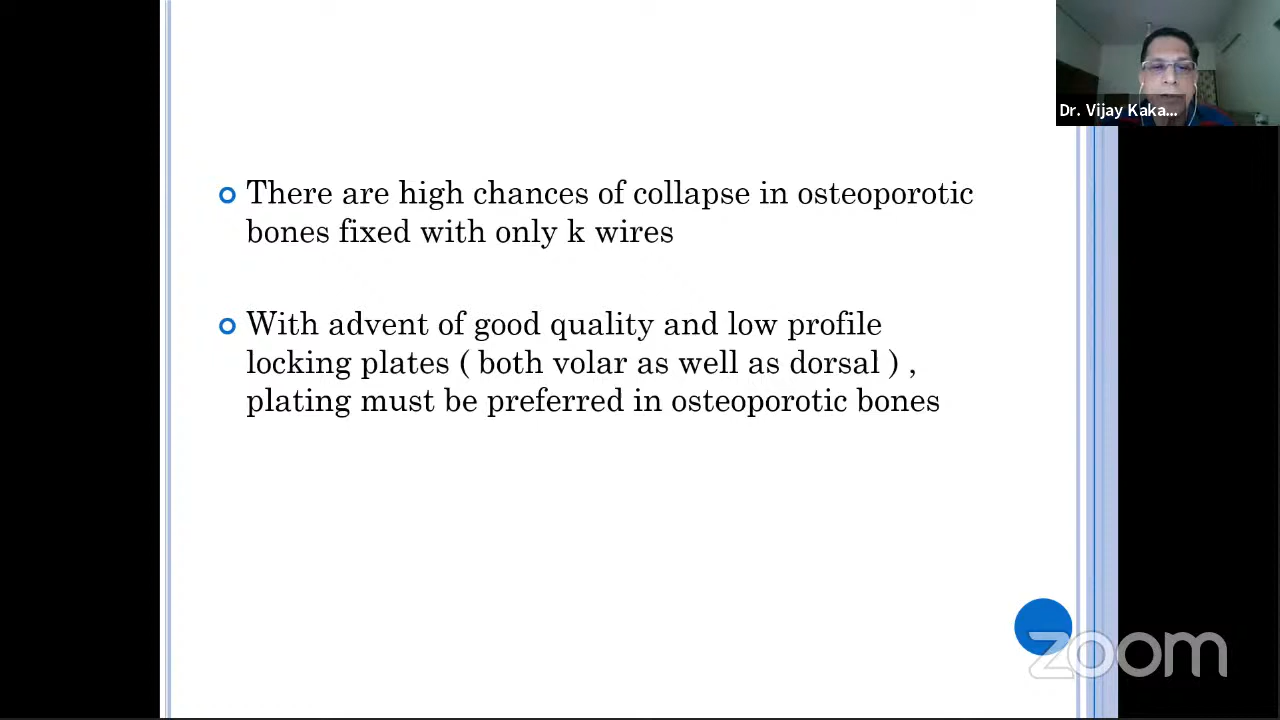 Dr. Vijay Kaka...
There are high chances of collapse in osteoporotic
bones fixed with only k wires
With advent of good quality and low profile
locking plates ( both volar as well as dorsal ) ,
plating must be preferred in osteoporotic bones
zoom